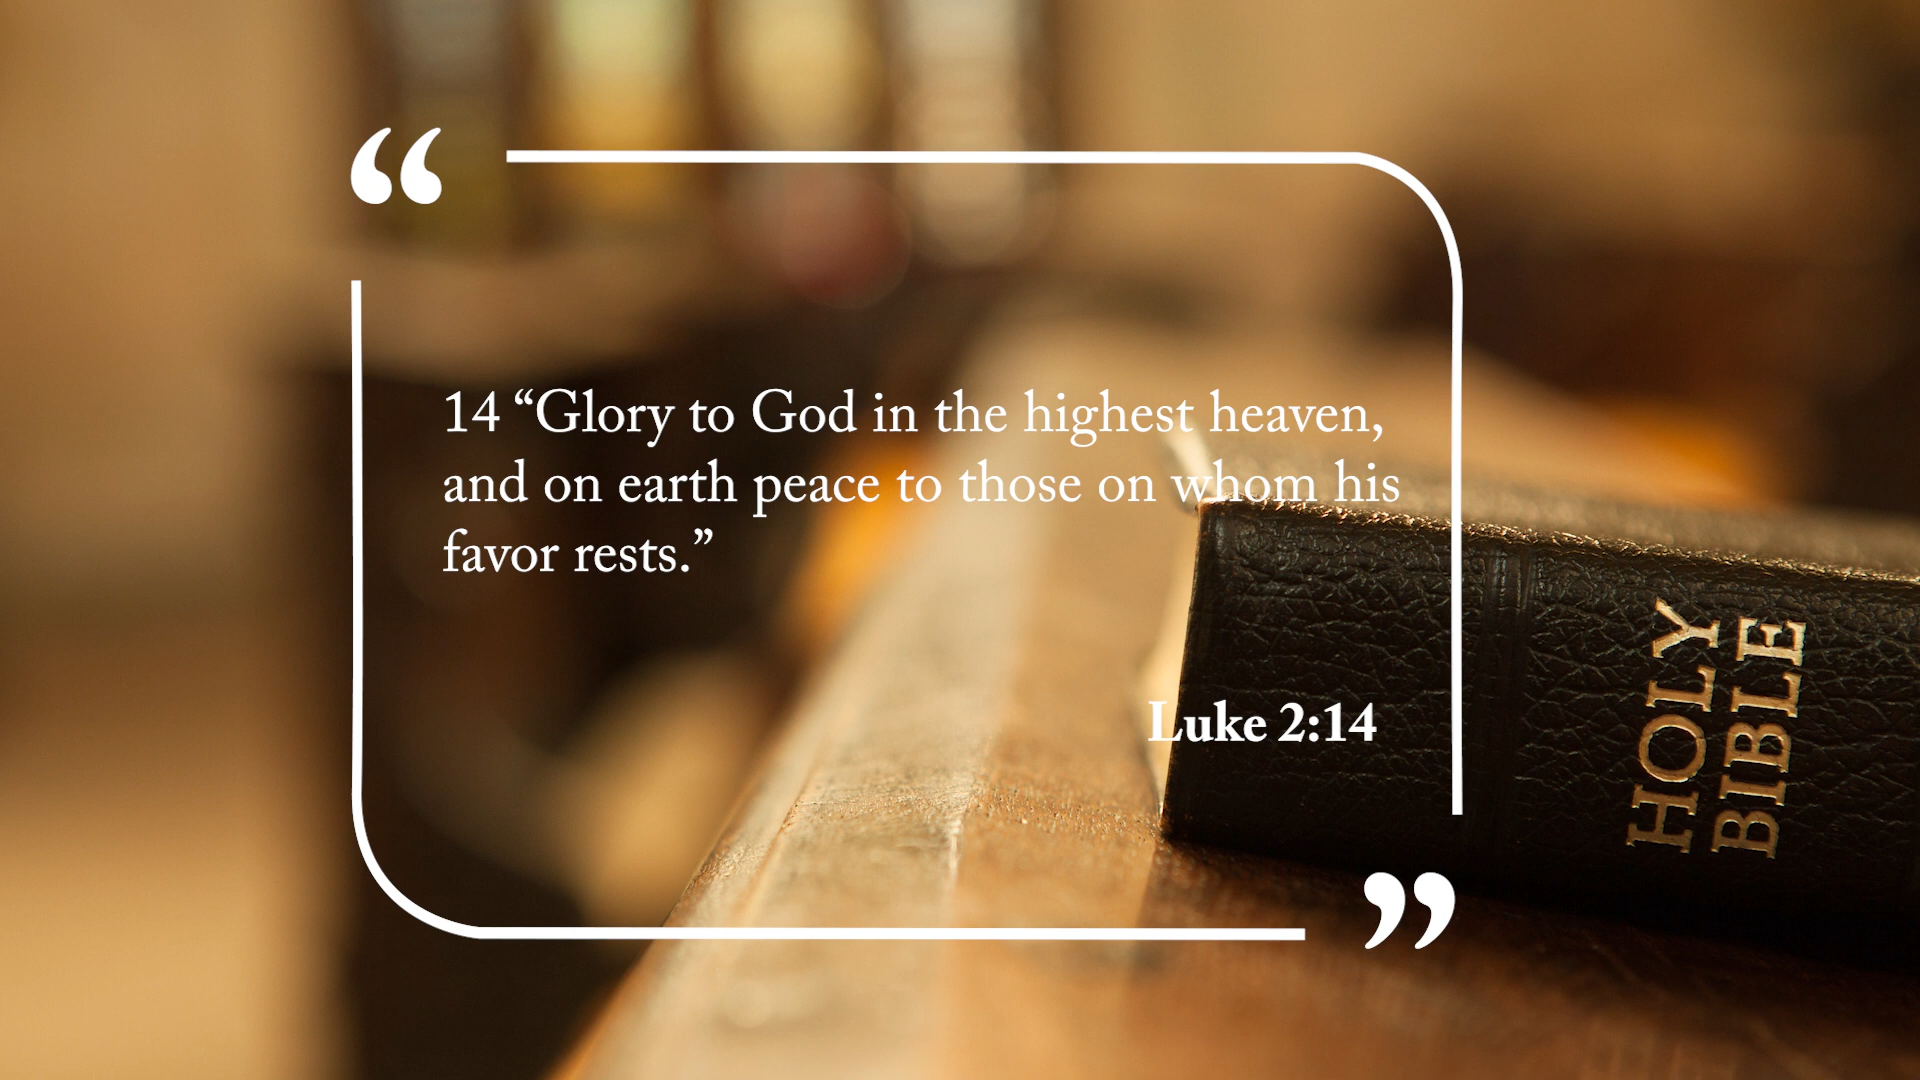 “
14 “Glory to God in the highest heaven,
and on earth peace to those on whom his
favor rests.”
Luke 2:14
”
HOLY
BIBLE